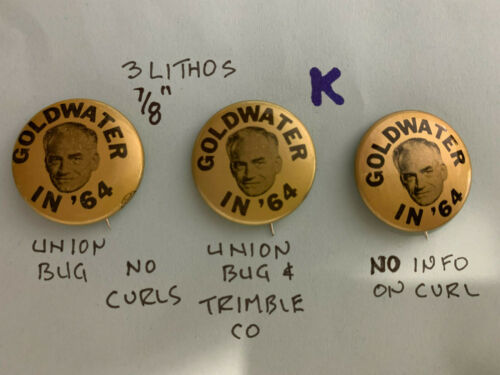 3 LITHOS
7/8"
K
GOLDWATER
IN '64
GOLDWATER
IN '64
GOLDWATER
IN '64
UNION
BUG
NO
CURLS
UNION
BUG &
TRIMBLE
CO
NO INFO
ON CURL